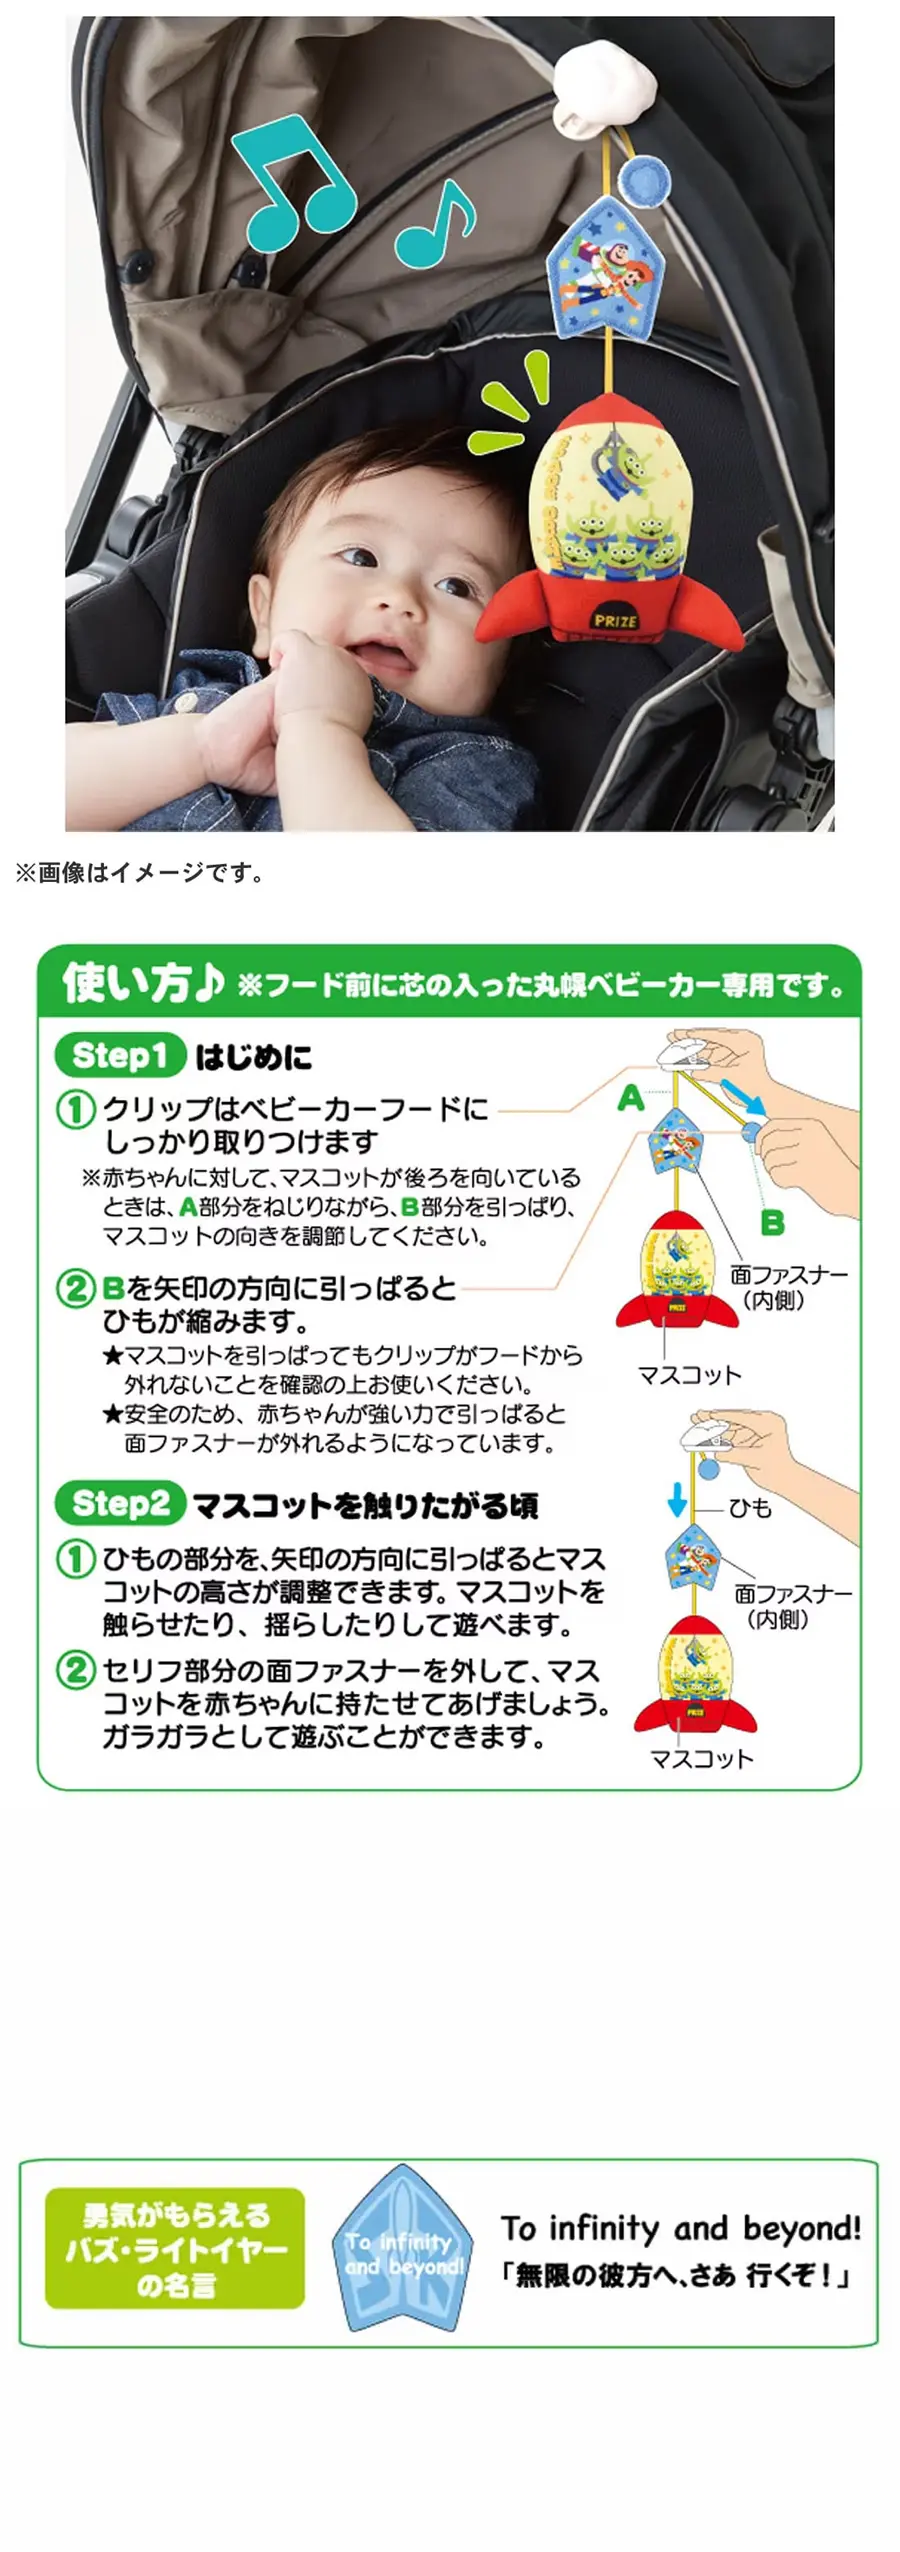 PRIZE
※画像はイメージです。
使い方♪ ※フード前に芯の入った丸幌ベビーカー専用です。
Step1 はじめに
① クリップはベビーカーフードに
しっかり取りつけます
※赤ちゃんに対して、マスコットが後ろを向いている
ときは、A部分をねじりながら、B部分を引っぱり、
マスコットの向きを調節してください。
② Bを矢印の方向に引っぱると
ひもが縮みます。
★マスコットを引っぱってもクリップがフードから
外れないことを確認の上お使いください。
★安全のため、赤ちゃんが強い力で引っぱると
面ファスナーが外れるようになっています。
A
B
面ファスナー
(内側)
PRIZE
マスコット
Step2 マスコットを触りたがる頃
① ひもの部分を、矢印の方向に引っぱるとマス
コットの高さが調整できます。マスコットを
触らせたり、揺らしたりして遊べます。
② セリフ部分の面ファスナーを外して、マス
コットを赤ちゃんに持たせてあげましょう。
ガラガラとして遊ぶことができます。
ひも
面ファスナー
(内側)
PRIZE
マスコット
勇気がもらえる
バズ・ライトイヤー
の名言
To infinity
and beyond!
To infinity and beyond!
「無限の彼方へ、さあ 行くぞ！」